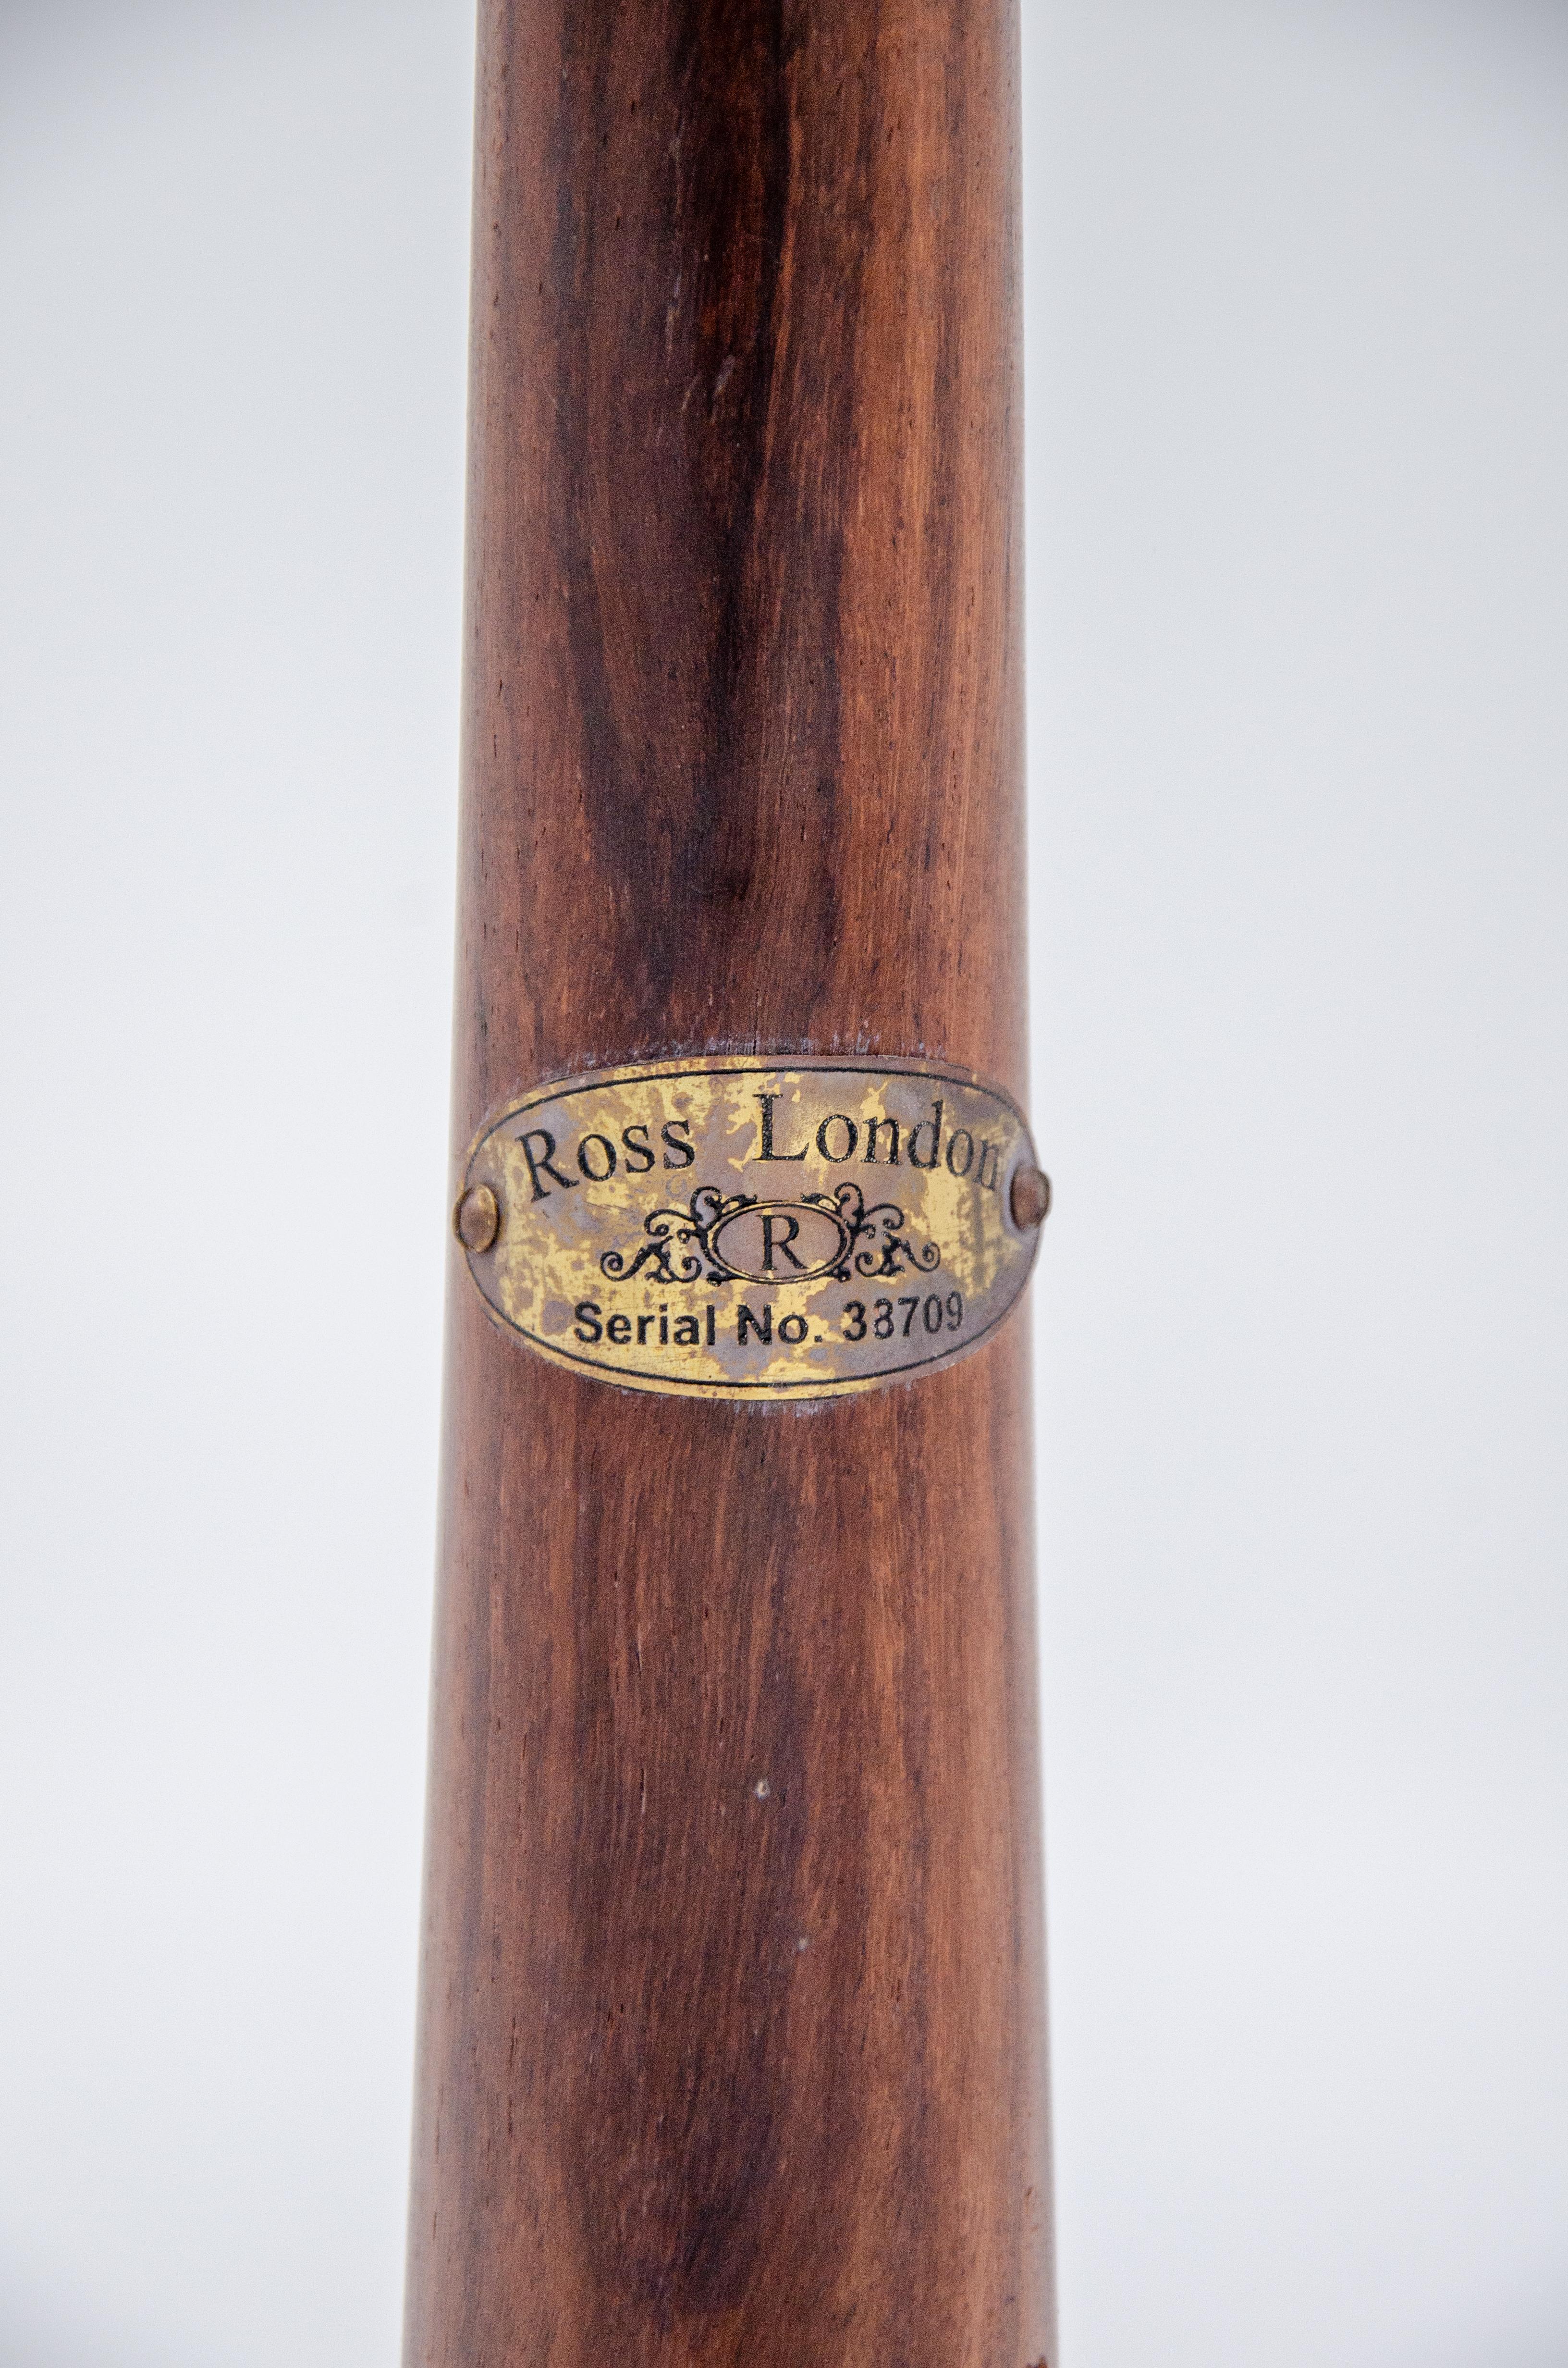 Ross London
R
Serial No. 38709